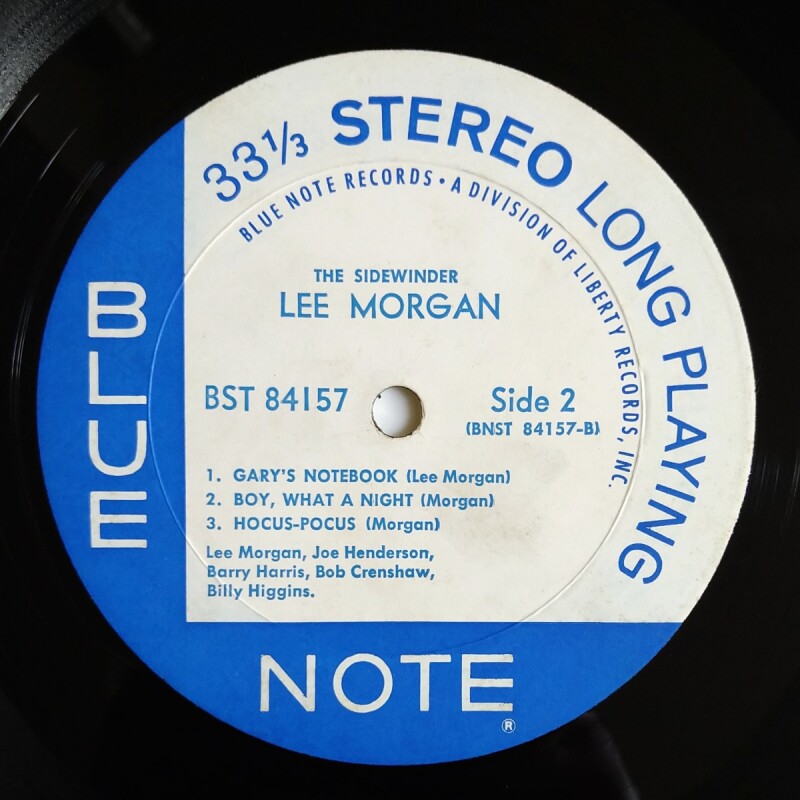 33⅓ STEREO LONG PLAYING
BLUE NOTE RECORDS • A DIVISION OF LIBERTY RECORDS, INC.
THE SIDEWINDER
LEE MORGAN
BST 84157
Side 2
(BNST 84157-B)
1. GARY'S NOTEBOOK (Lee Morgan)
2. BOY, WHAT A NIGHT (Morgan)
3. HOCUS-POCUS (Morgan)
Lee Morgan, Joe Henderson,
Barry Harris, Bob Crenshaw,
Billy Higgins.
BLUE
NOTE
®